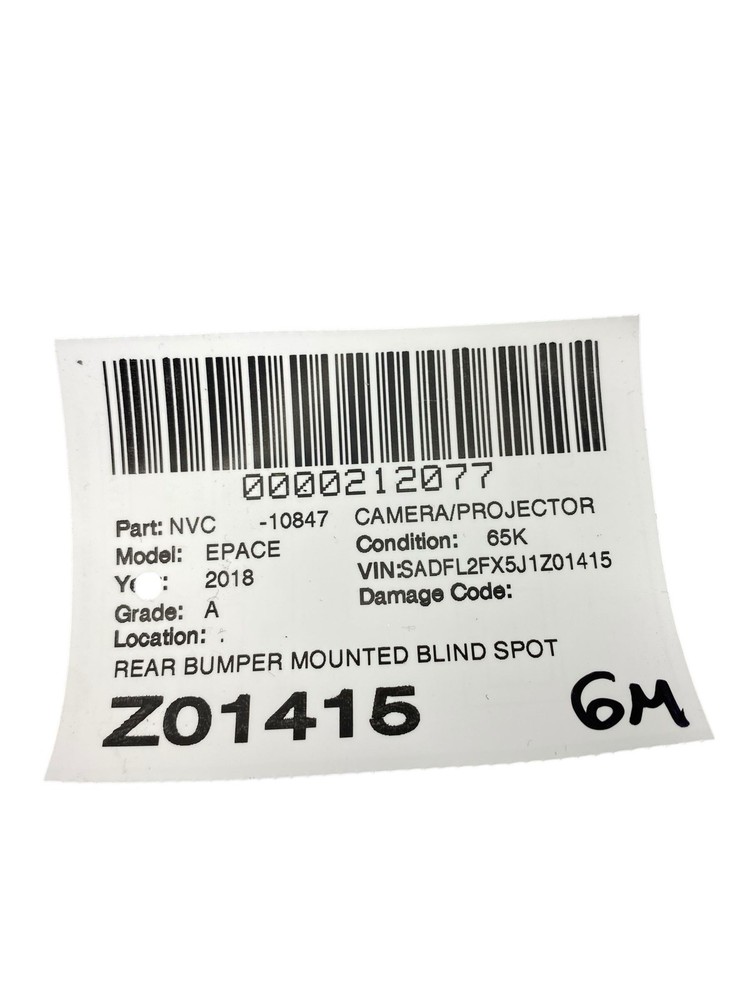 0000212077
Part: NVC -10847 CAMERA/PROJECTOR
Model: EPACE Condition: 65K
Ye : 2018 VIN:SADFL2FX5J1Z01415
Grade: A Damage Code:
Location: .
REAR BUMPER MOUNTED BLIND SPOT
Z01415 6M